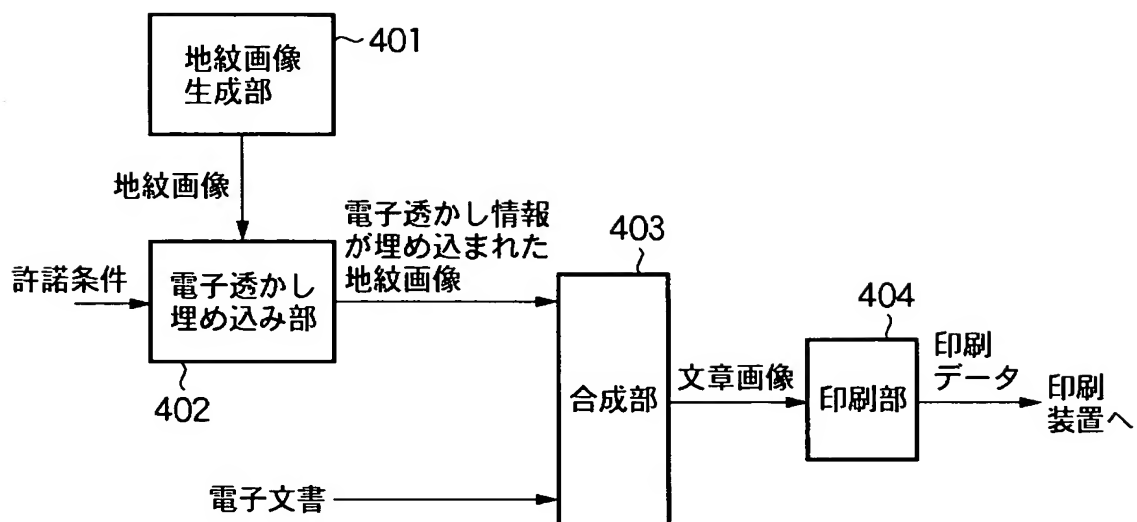 地紋画像
生成部
401
地紋画像
電子透かし情報
が埋め込まれた
地紋画像
許諾条件
電子透かし
埋め込み部
402
403
合成部
電子文書
文章画像
404
印刷部
印刷
データ
印刷
装置へ